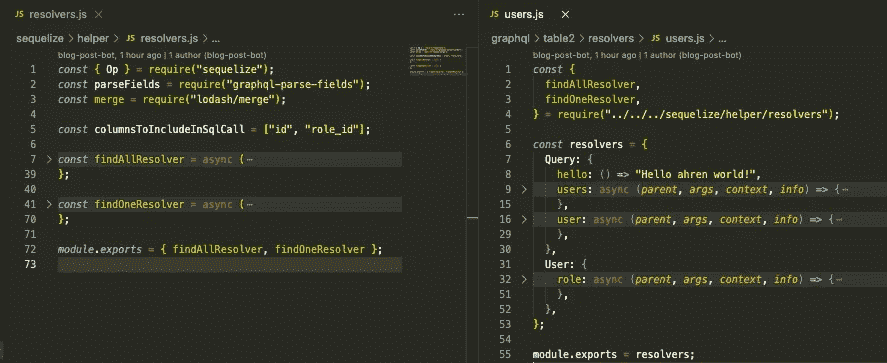 JS resolvers.js ×
sequelize > helper > JS resolvers.js > ...
blog-post-bot, 1 hour ago | 1 author (blog-post-bot)
1 const { Op } = require("sequelize");
2 const parseFields = require("graphql-parse-fields");
3 const merge = require("lodash/merge");
4
5 const columnsToIncludeInSqlCall = ["id", "role_id"];
6
7 > const findAllResolver = async (⋯
39 };
40
41 > const findOneResolver = async (⋯
70 };
71
72 module.exports = { findAllResolver, findOneResolver };
73
JS users.js ×
graphql > table2 > resolvers > JS users.js > ...
blog-post-bot, 1 hour ago | 1 author (blog-post-bot)
1 const {
2 findAllResolver,
3 findOneResolver,
4 } = require("../../../sequelize/helper/resolvers");
5
6 const resolvers = {
7 Query: {
8 hello: () => "Hello ahren world!",
9 > users: async (parent, args, context, info) => {⋯
15 },
16 > user: async (parent, args, context, info) => {⋯
29 },
30 },
31 User: {
32 > role: async (parent, args, context, info) => {⋯
51 },
52 },
53 };
54
55 module.exports = resolvers;